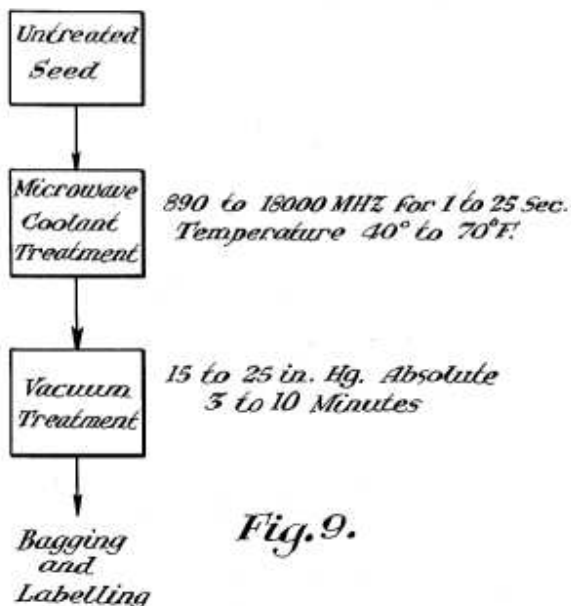 Untreated
Seed
Microwave
Coolant
Treatment
890 to 18000 MHZ for 1 to 25 Sec.
Temperature 40° to 70°F.
Vacuum
Treatment
15 to 25 in. Hg. Absolute
3 to 10 Minutes
Bagging
and
Labelling
Fig. 9.